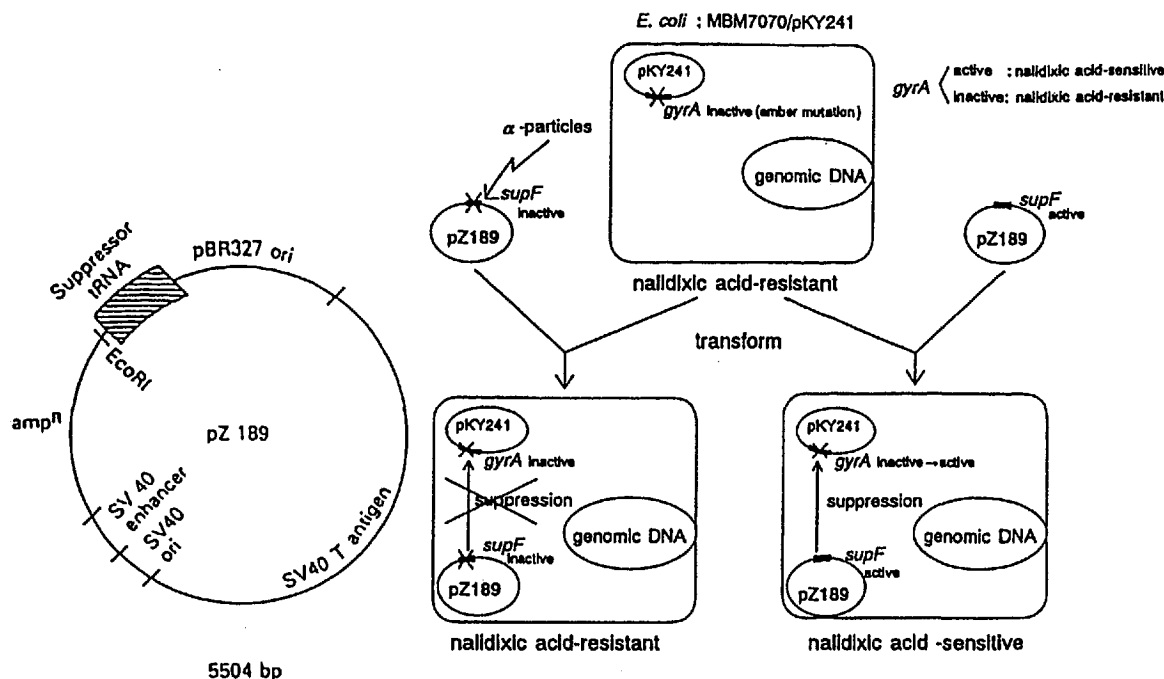 E. coli : MBM7070/pKY241
pKY241
gyrA inactive (amber mutation)
genomic DNA
nalidixic acid-resistant
gyrA
active : nalidixic acid-sensitive
inactive: nalidixic acid-resistant
α-particles
supF
inactive
pZ189
supF
active
pZ189
transform
pKY241
gyrA inactive
suppression
genomic DNA
supF
inactive
pZ189
nalidixic acid-resistant
pKY241
gyrA inactive→active
suppression
genomic DNA
supF
active
pZ189
nalidixic acid -sensitive
Suppressor
tRNA
pBR327 ori
EcoRI
ampn
pZ 189
SV 40
enhancer
SV40
ori
SV40 T antigen
5504 bp